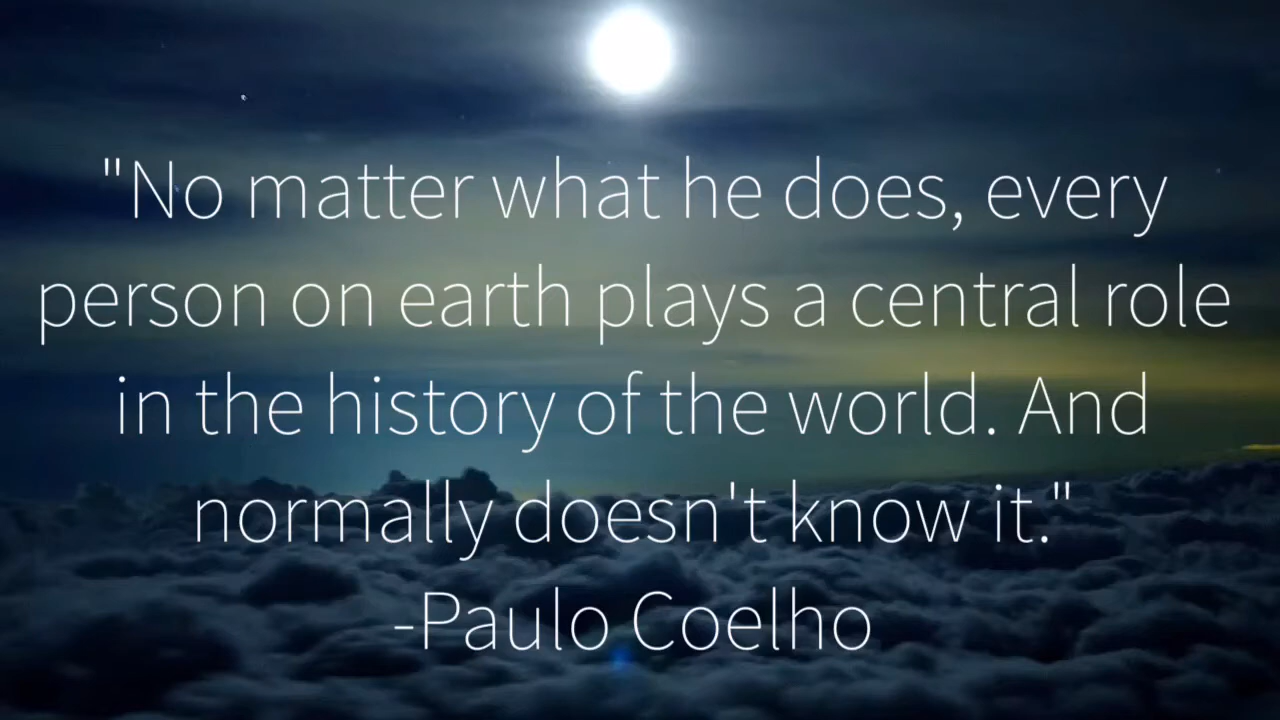 "No matter what he does, every
person on earth plays a central role
in the history of the world. And
normally doesn't know it."
-Paulo Coelho